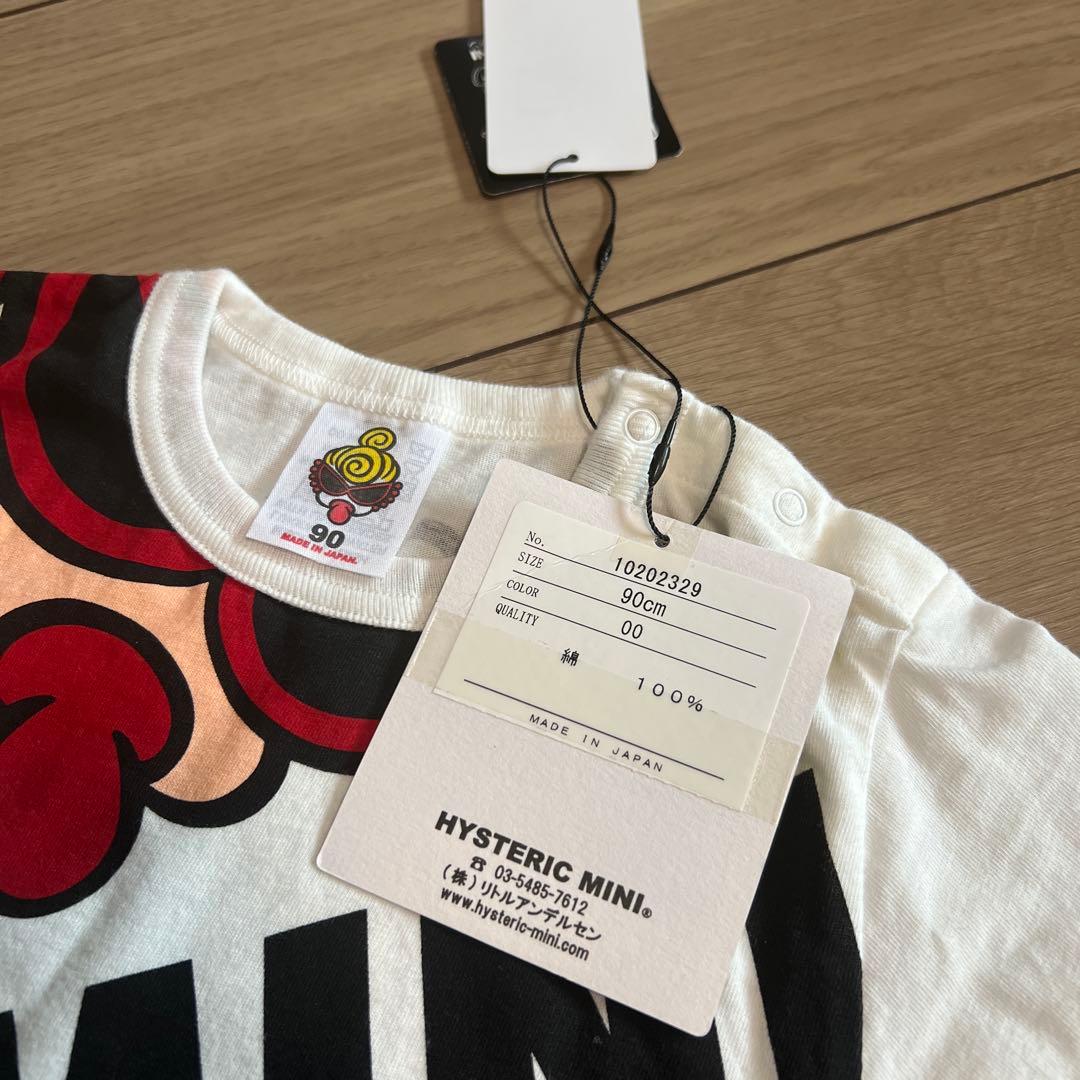 90
MADE IN JAPAN.
No. 10202329
SIZE 90cm
COLOR 00
QUALITY
綿 100%
MADE IN JAPAN
HYSTERIC MINI®
☎ 03-5485-7612
(株)リトルアンデルセン
www.hysteric-mini.com